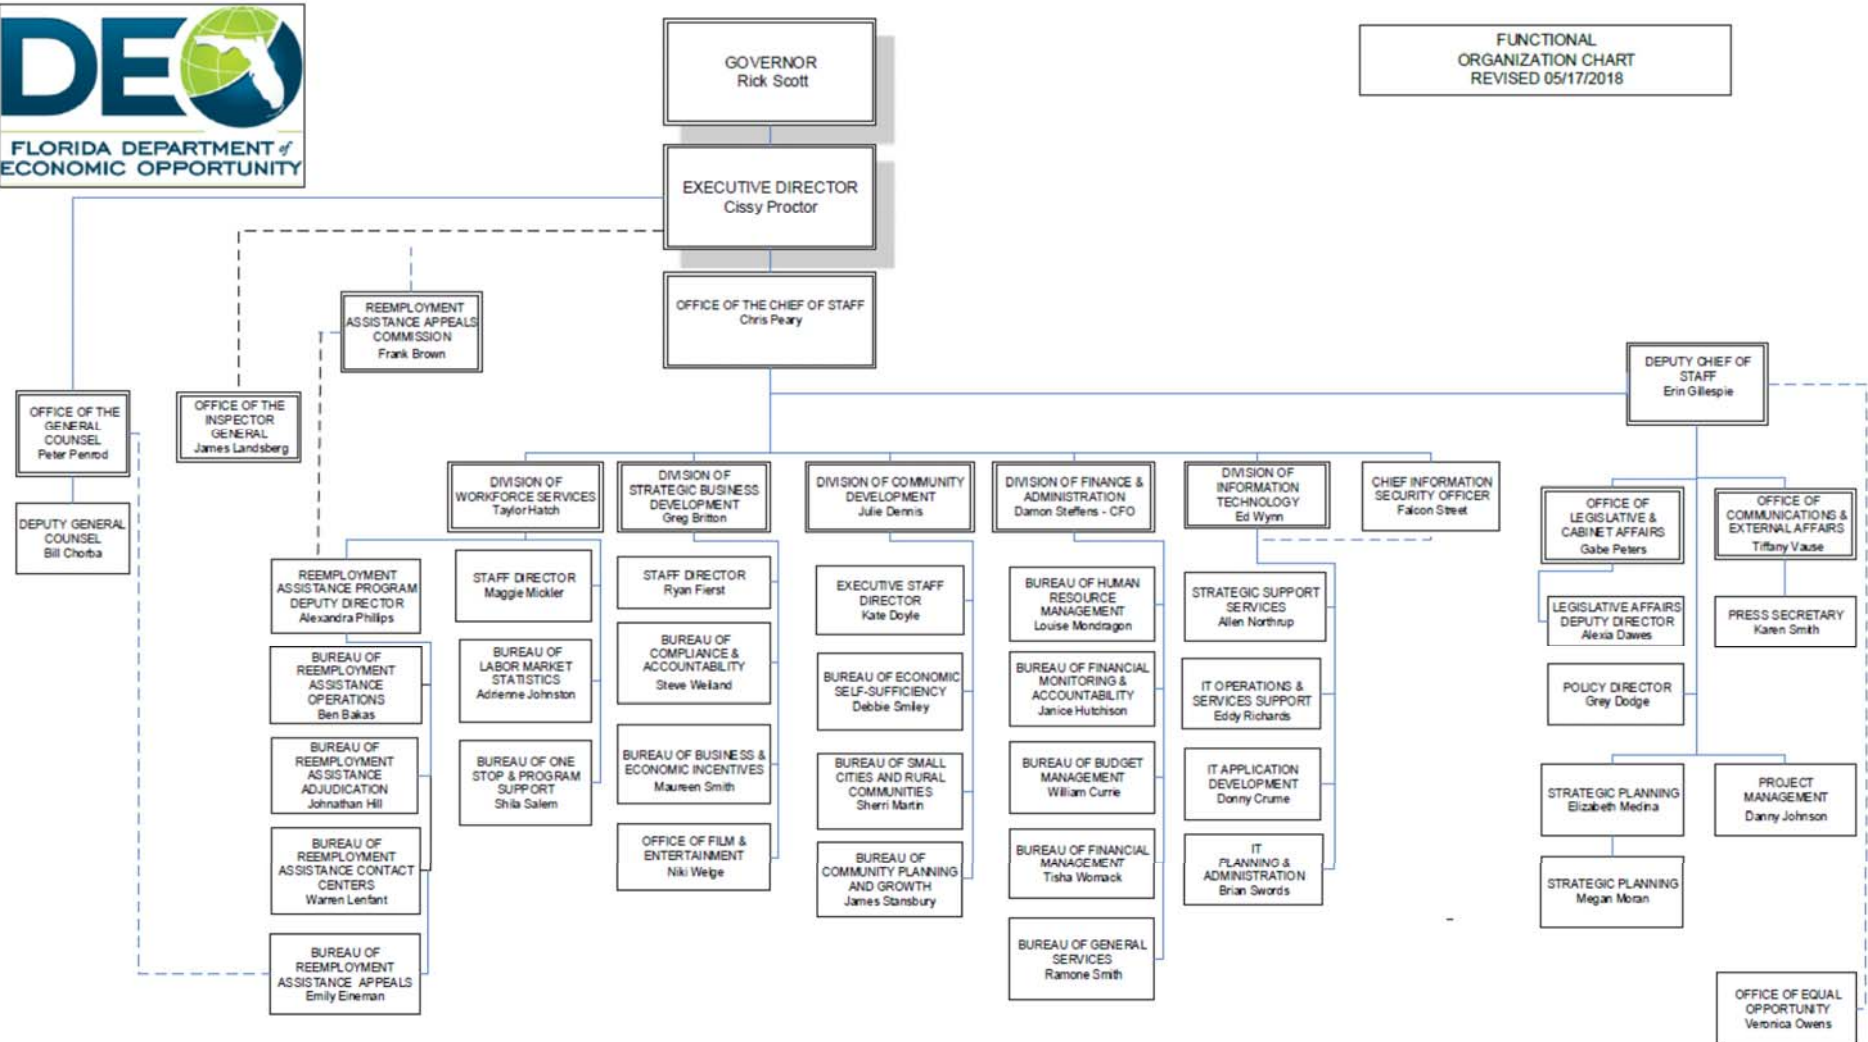 DEO
FLORIDA DEPARTMENT of
ECONOMIC OPPORTUNITY
GOVERNOR
Rick Scott
FUNCTIONAL
ORGANIZATION CHART
REVISED 05/17/2018
EXECUTIVE DIRECTOR
Cissy Proctor
OFFICE OF THE CHIEF OF STAFF
Chris Peary
REEMPLOYMENT
ASSISTANCE APPEALS
COMMISSION
Frank Brown
DEPUTY CHIEF OF
STAFF
Erin Gillespie
OFFICE OF THE
GENERAL
COUNSEL
Peter Penrod
OFFICE OF THE
INSPECTOR
GENERAL
James Landsberg
DEPUTY GENERAL
COUNSEL
Bill Chorba
DIVISION OF
WORKFORCE SERVICES
Taylor Hatch
DIVISION OF
STRATEGIC BUSINESS
DEVELOPMENT
Greg Britton
DIVISION OF COMMUNITY
DEVELOPMENT
Julie Dennis
DIVISION OF FINANCE &
ADMINISTRATION
Damon Steffens - CFO
DIVISION OF
INFORMATION
TECHNOLOGY
Ed Wynn
CHIEF INFORMATION
SECURITY OFFICER
Falcon Street
OFFICE OF
LEGISLATIVE &
CABINET AFFAIRS
Gabe Peters
OFFICE OF
COMMUNICATIONS &
EXTERNAL AFFAIRS
Tiffany Vause
REEMPLOYMENT
ASSISTANCE PROGRAM
DEPUTY DIRECTOR
Alexandra Phillips
BUREAU OF
REEMPLOYMENT
ASSISTANCE
OPERATIONS
Ben Bakas
BUREAU OF
REEMPLOYMENT
ASSISTANCE
ADJUDICATION
Johnathan Hill
BUREAU OF
REEMPLOYMENT
ASSISTANCE CONTACT
CENTERS
Warren Lenfant
BUREAU OF
REEMPLOYMENT
ASSISTANCE APPEALS
Emily Eineman
STAFF DIRECTOR
Maggie Mickler
BUREAU OF
LABOR MARKET
STATISTICS
Adrienne Johnston
BUREAU OF ONE
STOP & PROGRAM
SUPPORT
Shila Salem
STAFF DIRECTOR
Ryan Fierst
BUREAU OF
COMPLIANCE &
ACCOUNTABILITY
Steve Weiland
BUREAU OF BUSINESS &
ECONOMIC INCENTIVES
Maureen Smith
OFFICE OF FILM &
ENTERTAINMENT
Niki Welge
EXECUTIVE STAFF
DIRECTOR
Kate Doyle
BUREAU OF ECONOMIC
SELF-SUFFICIENCY
Debbie Smiley
BUREAU OF SMALL
CITIES AND RURAL
COMMUNITIES
Sherri Martin
BUREAU OF
COMMUNITY PLANNING
AND GROWTH
James Stansbury
BUREAU OF HUMAN
RESOURCE
MANAGEMENT
Louise Mondragon
BUREAU OF FINANCIAL
MONITORING &
ACCOUNTABILITY
Janice Hutchison
BUREAU OF BUDGET
MANAGEMENT
William Currie
BUREAU OF FINANCIAL
MANAGEMENT
Tisha Womack
BUREAU OF GENERAL
SERVICES
Ramone Smith
STRATEGIC SUPPORT
SERVICES
Allen Northrup
IT OPERATIONS &
SERVICES SUPPORT
Eddy Richards
IT APPLICATION
DEVELOPMENT
Donny Crume
IT
PLANNING &
ADMINISTRATION
Brian Swords
LEGISLATIVE AFFAIRS
DEPUTY DIRECTOR
Alexia Dawes
PRESS SECRETARY
Karen Smith
POLICY DIRECTOR
Grey Dodge
STRATEGIC PLANNING
Elizabeth Medina
PROJECT
MANAGEMENT
Danny Johnson
STRATEGIC PLANNING
Megan Moran
OFFICE OF EQUAL
OPPORTUNITY
Veronica Owens